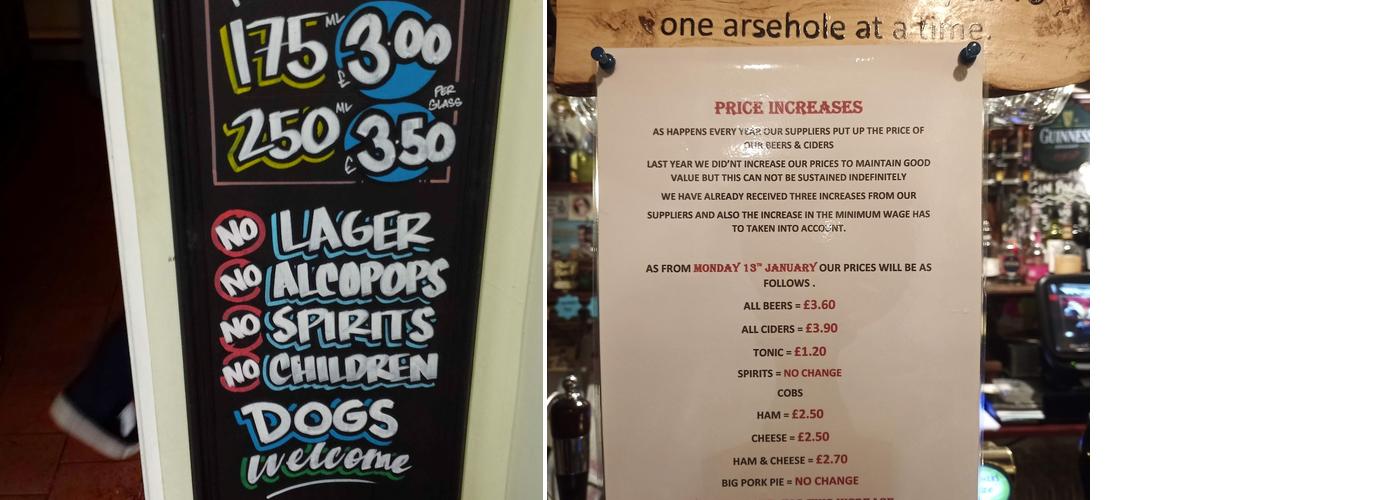 175 ML £3.00
250 ML £3.50 PER GLASS
NO LAGER
NO ALCOPOPS
NO SPIRITS
NO CHILDREN
DOGS
Welcome
one arsehole at a time.
PRICE INCREASES
AS HAPPENS EVERY YEAR OUR SUPPLIERS PUT UP THE PRICE OF
OUR BEERS & CIDERS
LAST YEAR WE DID'NT INCREASE OUR PRICES TO MAINTAIN GOOD
VALUE BUT THIS CAN NOT BE SUSTAINED INDEFINITELY
WE HAVE ALREADY RECEIVED THREE INCREASES FROM OUR
SUPPLIERS AND ALSO THE INCREASE IN THE MINIMUM WAGE HAS
TO TAKEN INTO ACCOUNT.
AS FROM MONDAY 13TH JANUARY OUR PRICES WILL BE AS
FOLLOWS .
ALL BEERS = £3.60
ALL CIDERS = £3.90
TONIC = £1.20
SPIRITS = NO CHANGE
COBS
HAM = £2.50
CHEESE = £2.50
HAM & CHEESE = £2.70
BIG PORK PIE = NO CHANGE
GUINNESS